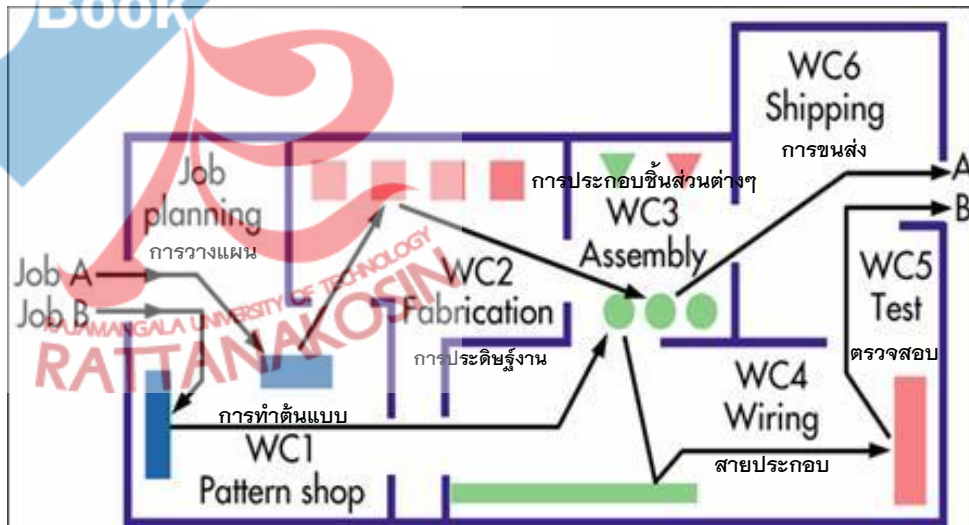 Book
WC6
Shipping
การขนส่ง
Job
planning
การวางแผน
การประกอบชิ้นส่วนต่างๆ
WC3
Assembly
A
B
Job A
Job B
WC2
Fabrication
การประดิษฐ์งาน
WC5
Test
ตรวจสอบ
RAJAMANGALA UNIVERSITY OF TECHNOLOGY
RATTANAKOSIN
การทำต้นแบบ
WC1
Pattern shop
WC4
Wiring
สายประกอบ